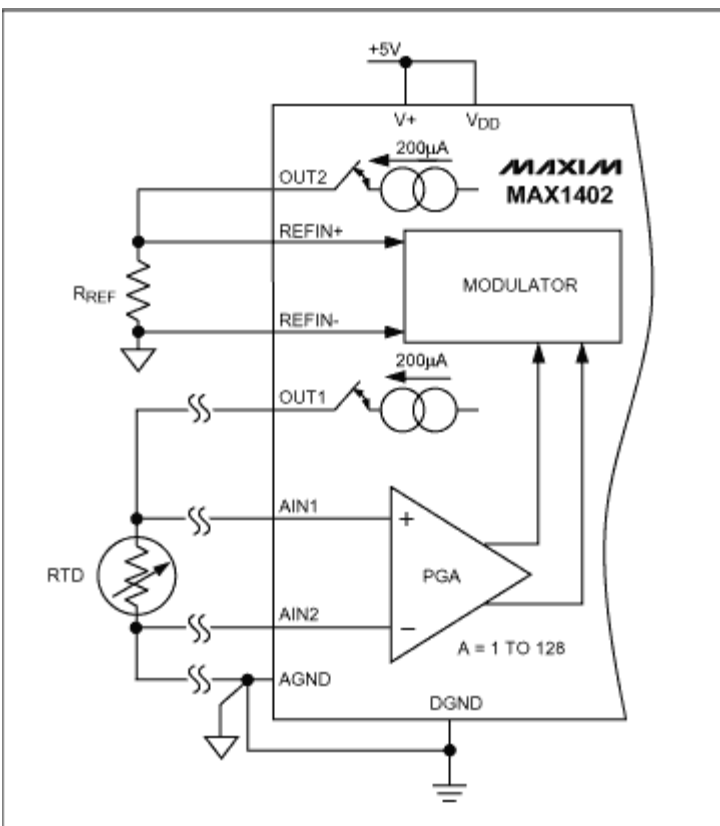 +5V
V+
VDD
200µA
MAXIM
MAX1402
OUT2
REFIN+
MODULATOR
RREF
REFIN-
200µA
OUT1
AIN1
+
RTD
PGA
AIN2
−
A = 1 TO 128
AGND
DGND